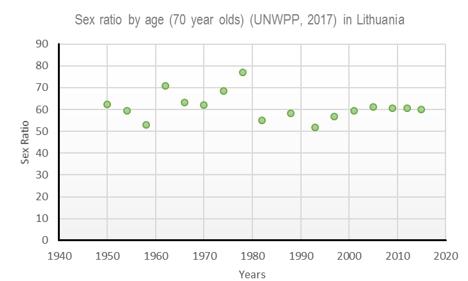 Sex ratio by age (70 year olds) (UNWPP, 2017) in Lithuania
90
80
70
60
50
40
30
20
10
0
Sex Ratio
1940 1950 1960 1970 1980 1990 2000 2010 2020
Years